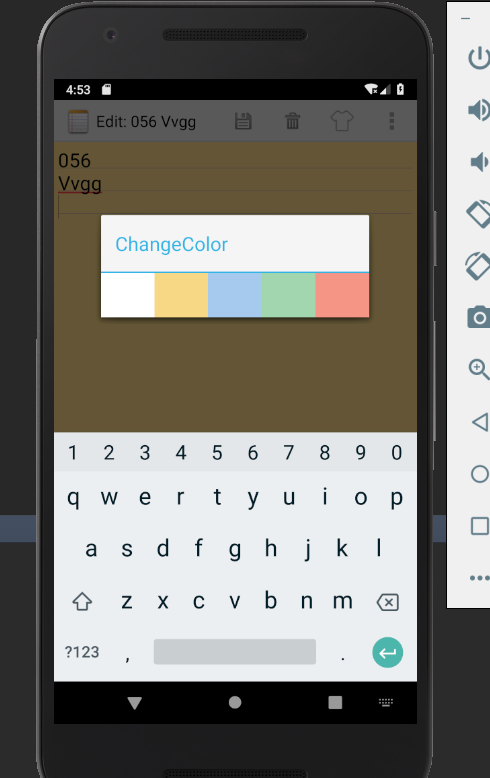 4:53
Edit: 056 Vvgg
056
Vvgg
ChangeColor
1 2 3 4 5 6 7 8 9 0
q w e r t y u i o p
a s d f g h j k l
z x c v b n m
?123 , .